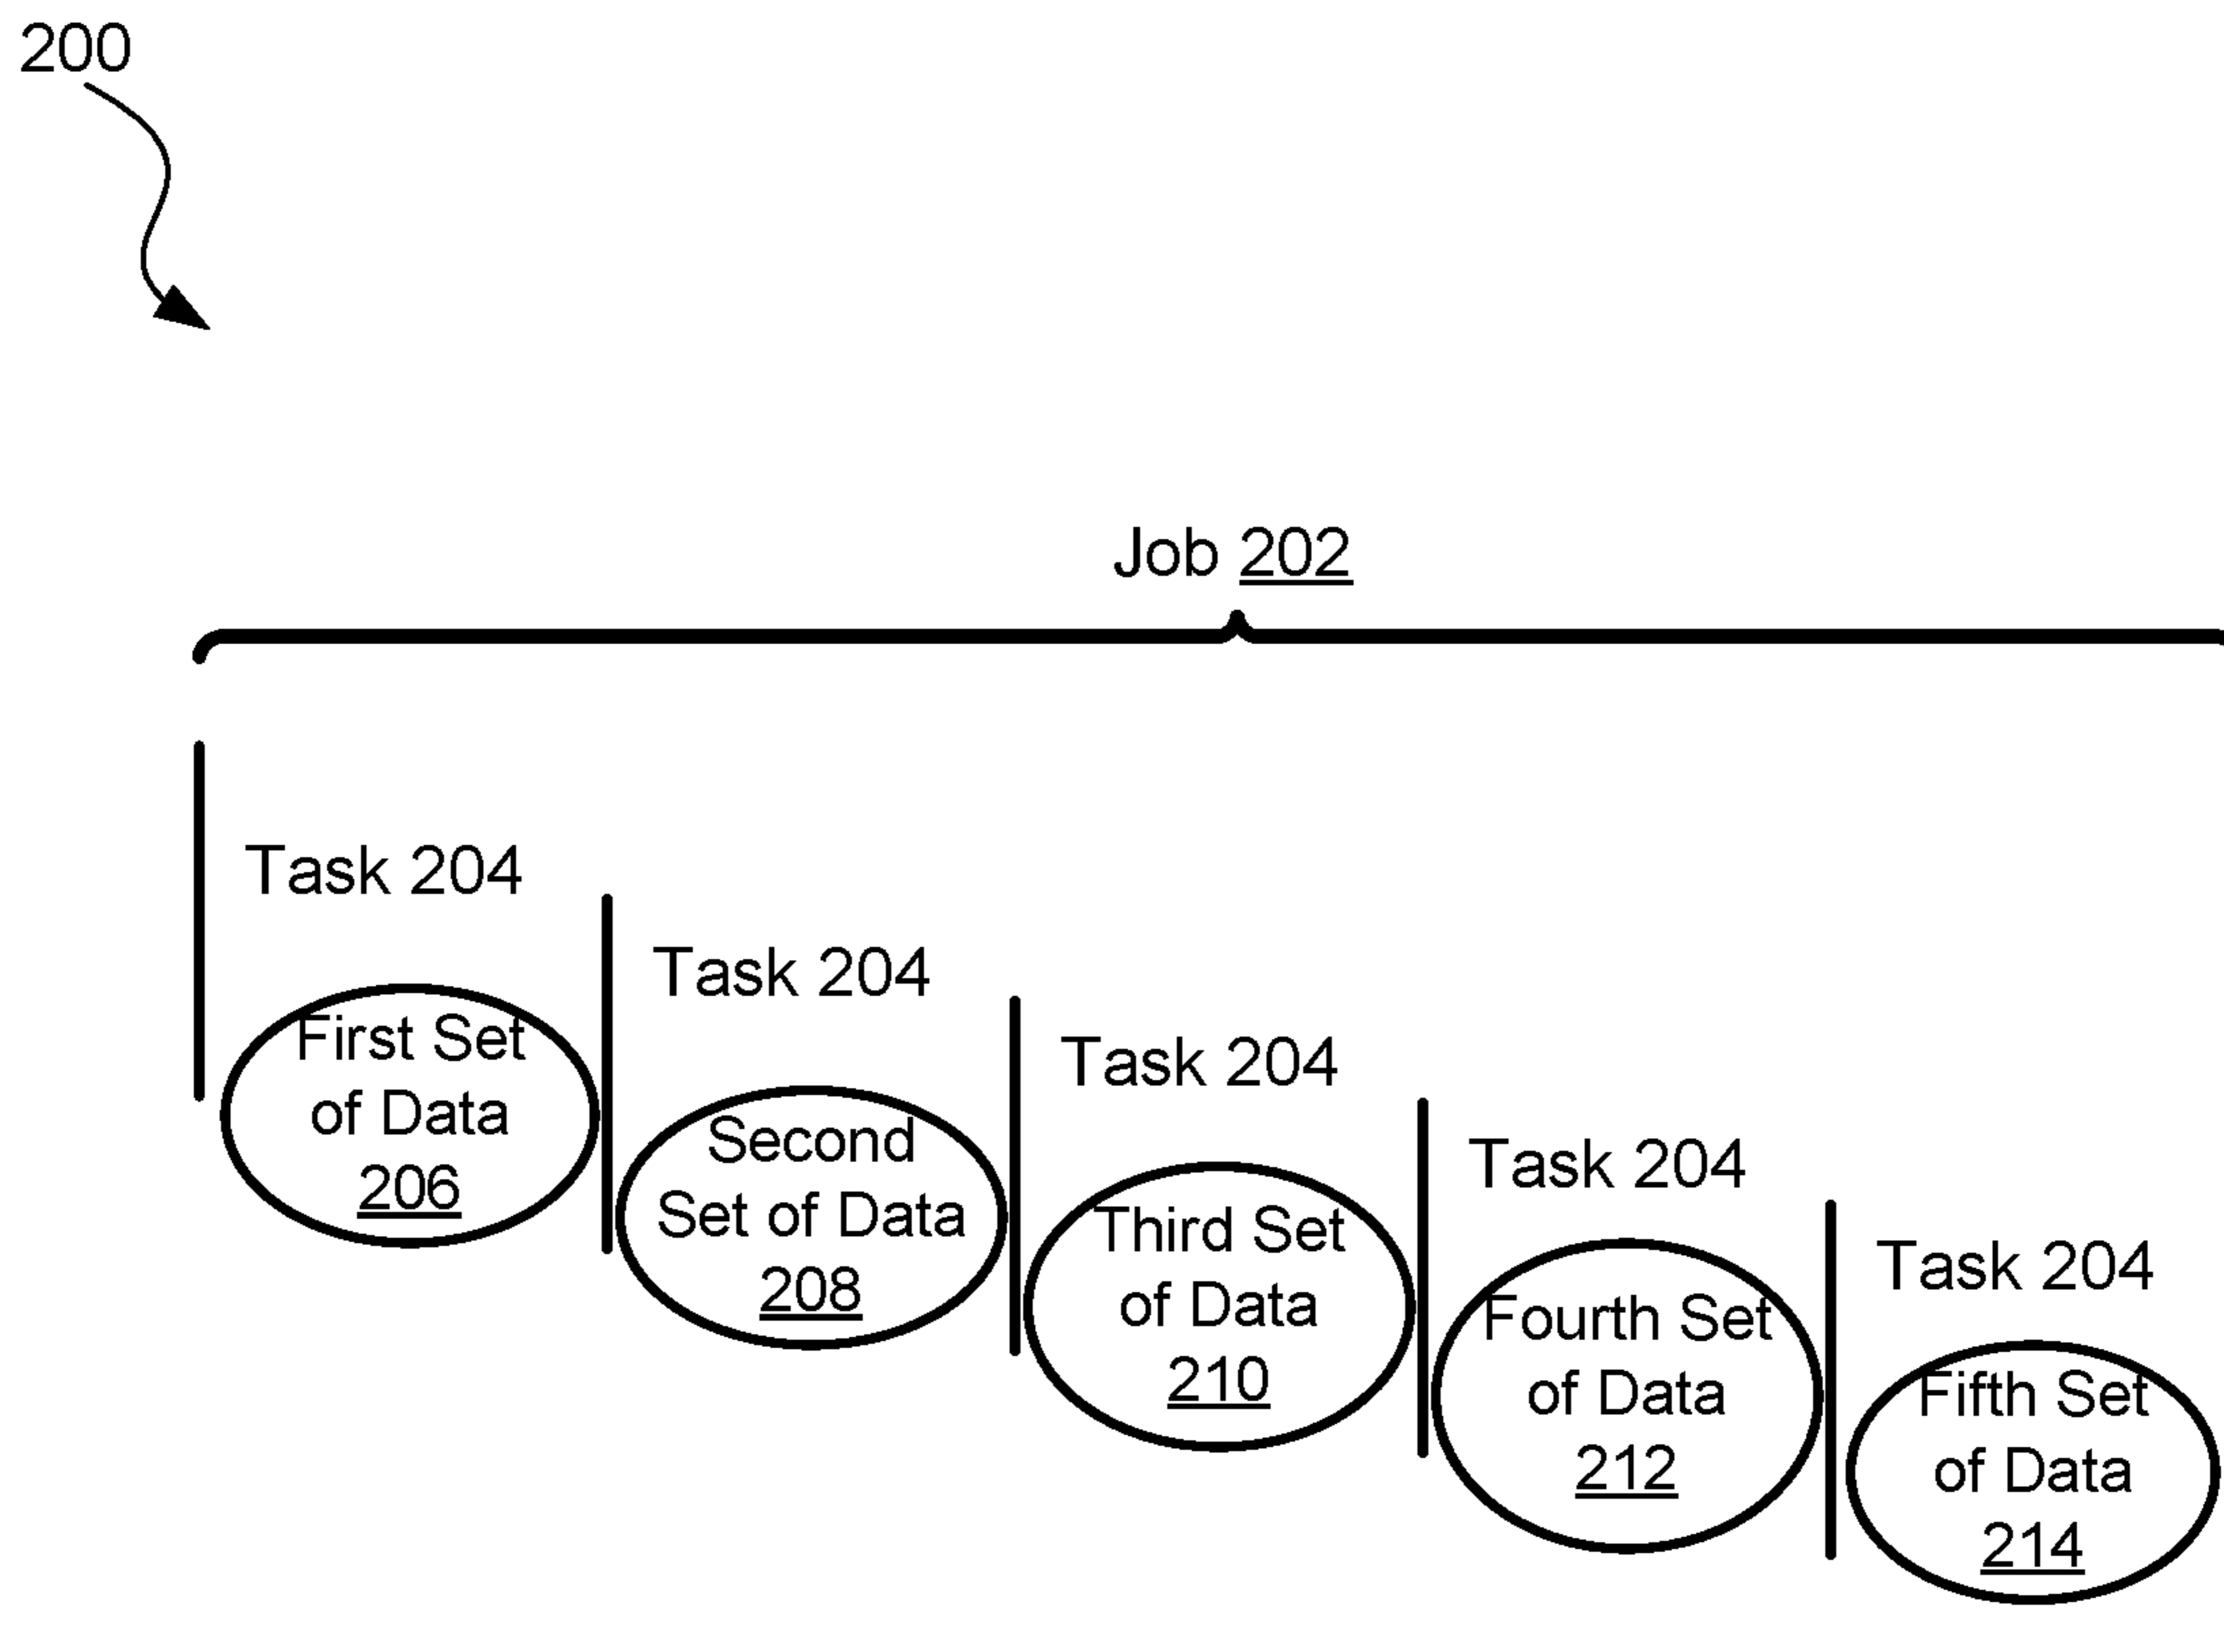 200
Job 202
Task 204
First Set
of Data
206
Task 204
Second
Set of Data
208
Task 204
Third Set
of Data
210
Task 204
Fourth Set
of Data
212
Task 204
Fifth Set
of Data
214